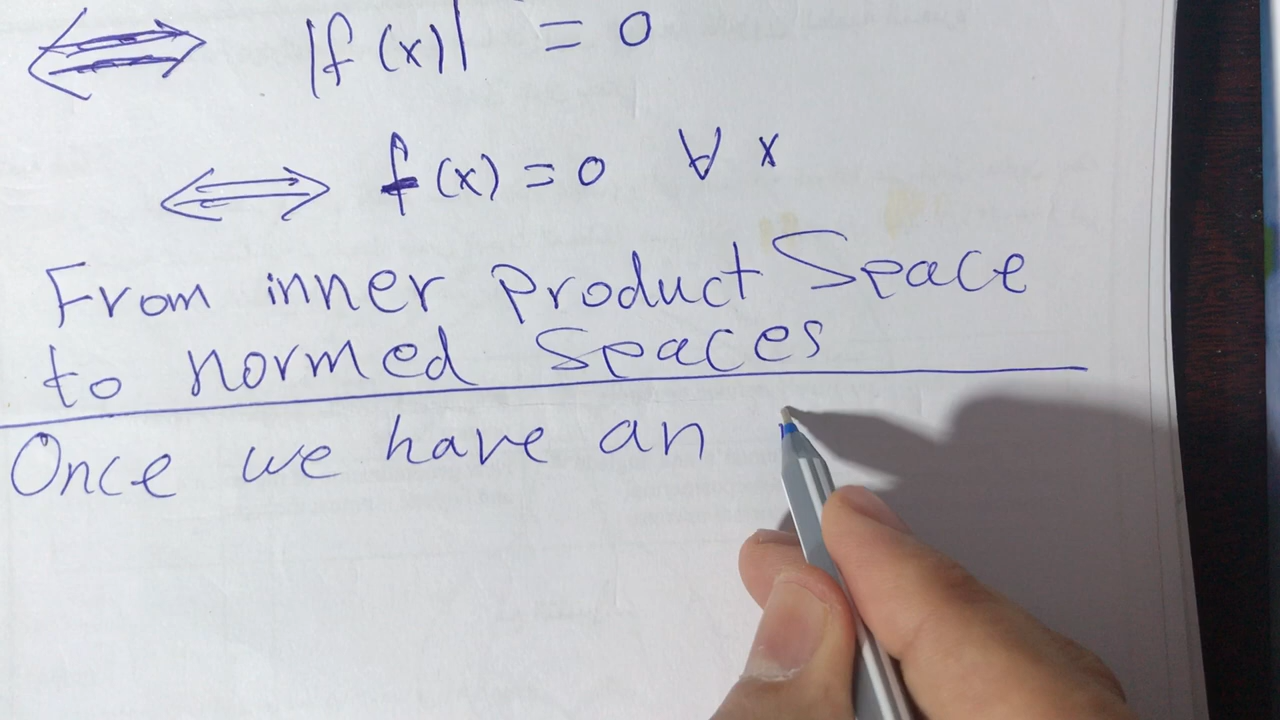 ⟺ |f(x)| = 0
⟺ f(x) = 0 ∀ x
From inner product Space
to normed Spaces
Once we have an